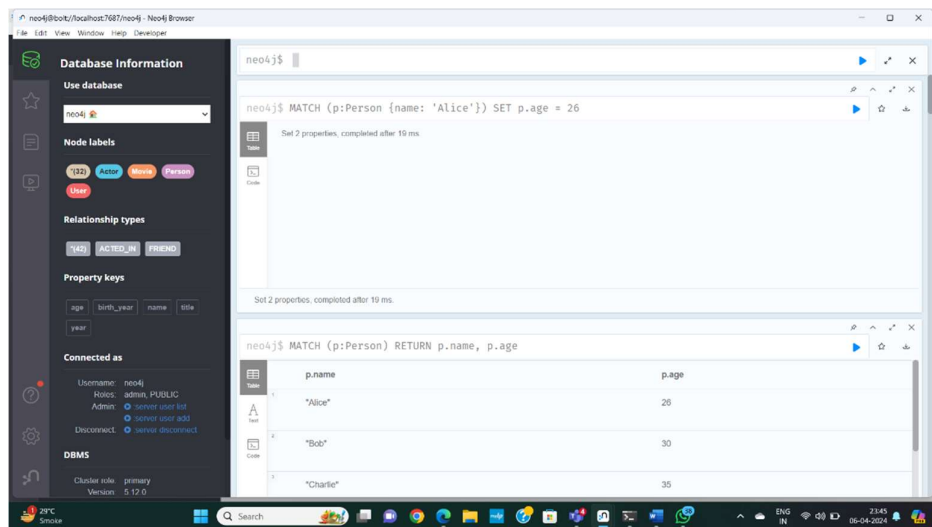 neo4j@bolt://localhost:7687/neo4j - Neo4j Browser
File Edit View Window Help Developer
Database Information
Use database
neo4j
Node labels
*(32) Actor Movie Person
User
Relationship types
*(42) ACTED_IN FRIEND
Property keys
age birth_year name title
year
Connected as
Username: neo4j
Roles: admin, PUBLIC
Admin: server user list
server user add
Disconnect: server disconnect
DBMS
Cluster role: primary
Version: 5.12.0
neo4j$
neo4j$ MATCH (p:Person {name: 'Alice'}) SET p.age = 26
Table
Code
Set 2 properties, completed after 19 ms.
Set 2 properties, completed after 19 ms.
neo4j$ MATCH (p:Person) RETURN p.name, p.age
Table
Text
Code
p.name p.age
"Alice" 26
"Bob" 30
"Charlie" 35
29°C
Smoke
Search
ENG
IN
23:45
06-04-2024